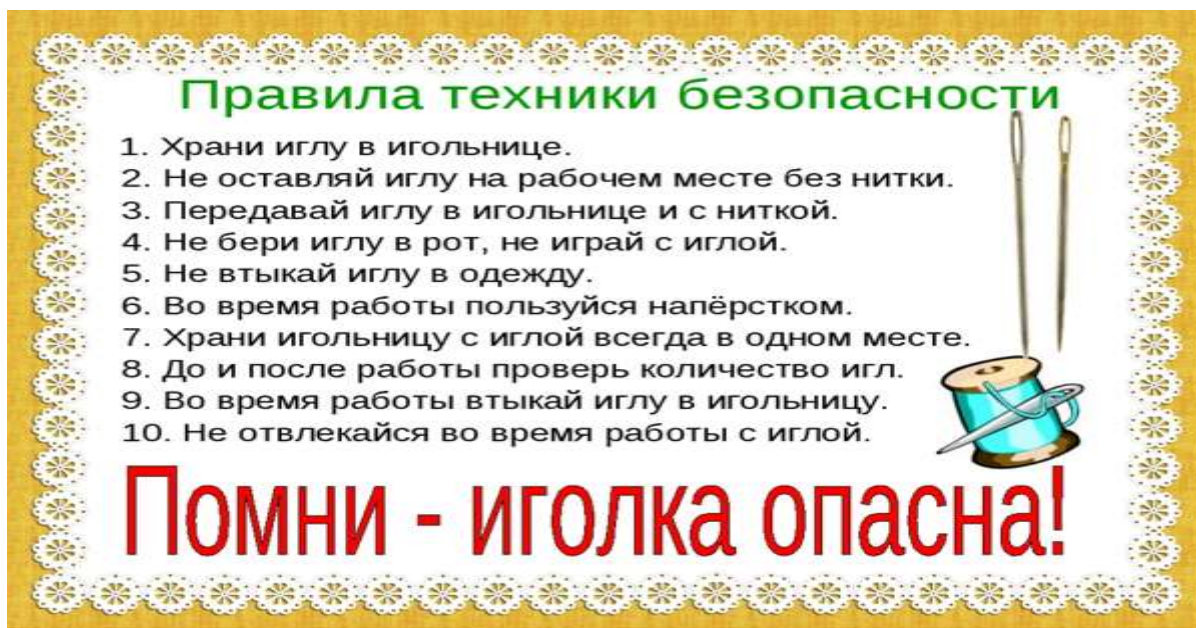 Правила техники безопасности
1. Храни иглу в игольнице.
2. Не оставляй иглу на рабочем месте без нитки.
3. Передавай иглу в игольнице и с ниткой.
4. Не бери иглу в рот, не играй с иглой.
5. Не втыкай иглу в одежду.
6. Во время работы пользуйся напёрстком.
7. Храни игольницу с иглой всегда в одном месте.
8. До и после работы проверь количество игл.
9. Во время работы втыкай иглу в игольницу.
10. Не отвлекайся во время работы с иглой.
Помни - иголка опасна!